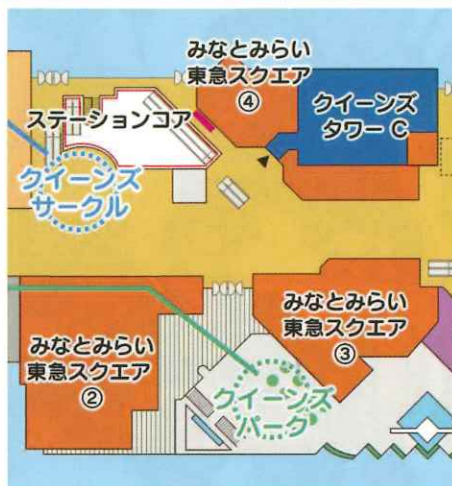 みなとみらい
東急スクエア
④
クイーンズ
タワー C
ステーションコア
クイーンズ
サークル
みなとみらい
東急スクエア
③
みなとみらい
東急スクエア
②
クイーンズ
パーク